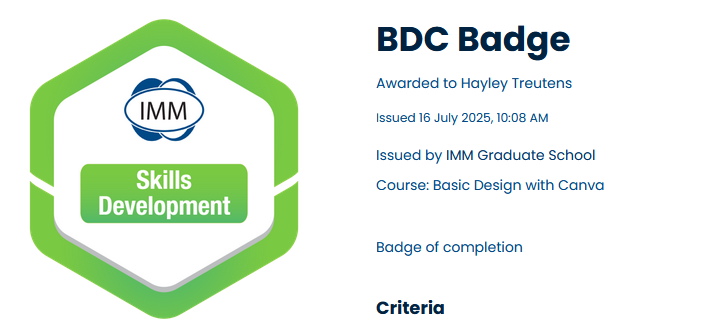 IMM
Skills
Development
BDC Badge
Awarded to Hayley Treutens
Issued 16 July 2025, 10:08 AM
Issued by IMM Graduate School
Course: Basic Design with Canva
Badge of completion
Criteria